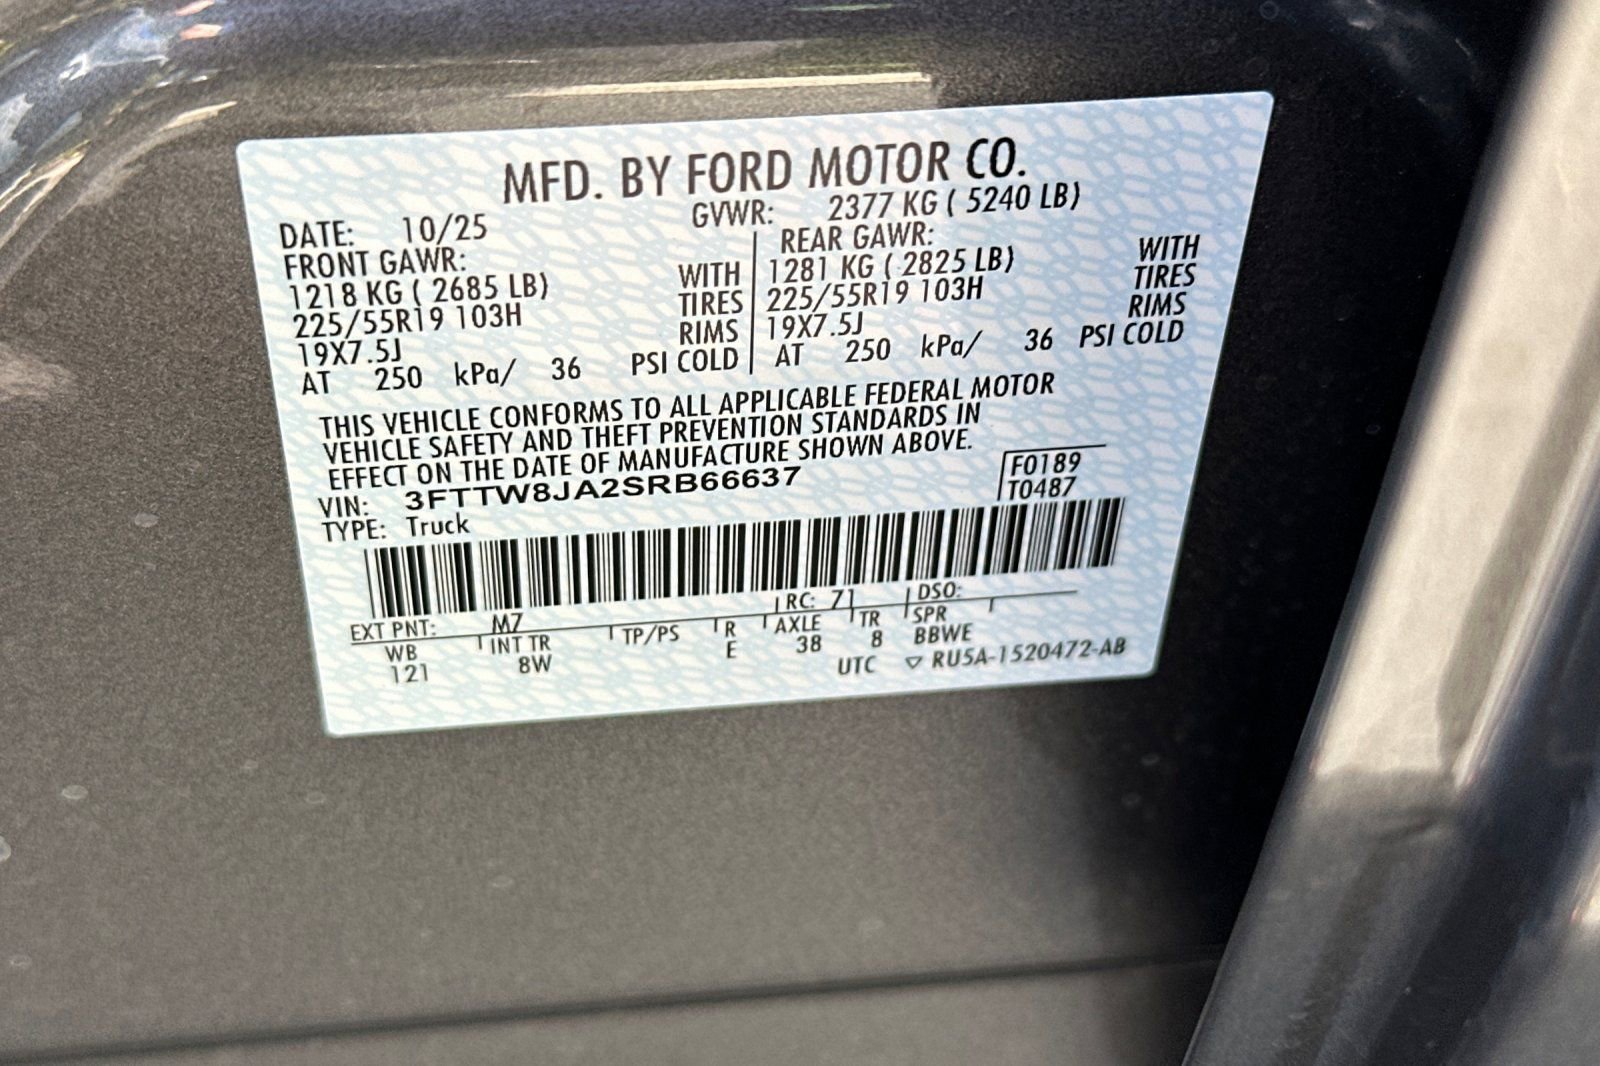 MFD. BY FORD MOTOR CO.
DATE: 10/25 GVWR: 2377 KG ( 5240 LB)
FRONT GAWR: REAR GAWR:
1218 KG ( 2685 LB) WITH 1281 KG ( 2825 LB) WITH
225/55R19 103H TIRES 225/55R19 103H TIRES
19X7.5J RIMS 19X7.5J RIMS
AT 250 kPa/ 36 PSI COLD AT 250 kPa/ 36 PSI COLD
THIS VEHICLE CONFORMS TO ALL APPLICABLE FEDERAL MOTOR
VEHICLE SAFETY AND THEFT PREVENTION STANDARDS IN
EFFECT ON THE DATE OF MANUFACTURE SHOWN ABOVE.
VIN: 3FTTW8JA2SRB66637 F0189
TYPE: Truck T0487
EXT PNT: M7 RC: 71 DSO:
WB INT TR TP/PS R AXLE TR SPR
121 8W E 38 8 BBWE
UTC ▽ RU5A-1520472-AB